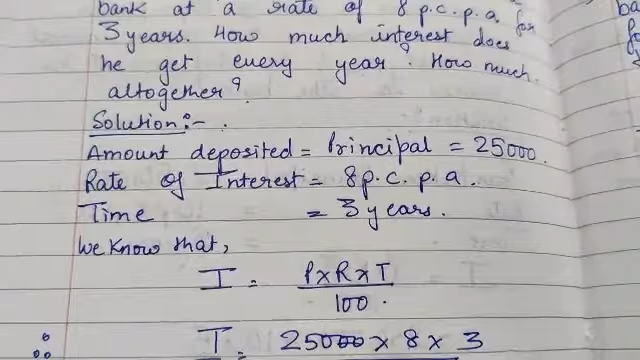 bank at a rate of 8 p.c.p.a. for
3 years. How much interest does
he get every year? How much
altogether?
Solution:-
Amount deposited = Principal = 25000.
Rate of Interest = 8 p.c.p.a.
Time = 3 years.
We know that,
I = P×R×T
100.
∴ I = 25000 × 8 × 3